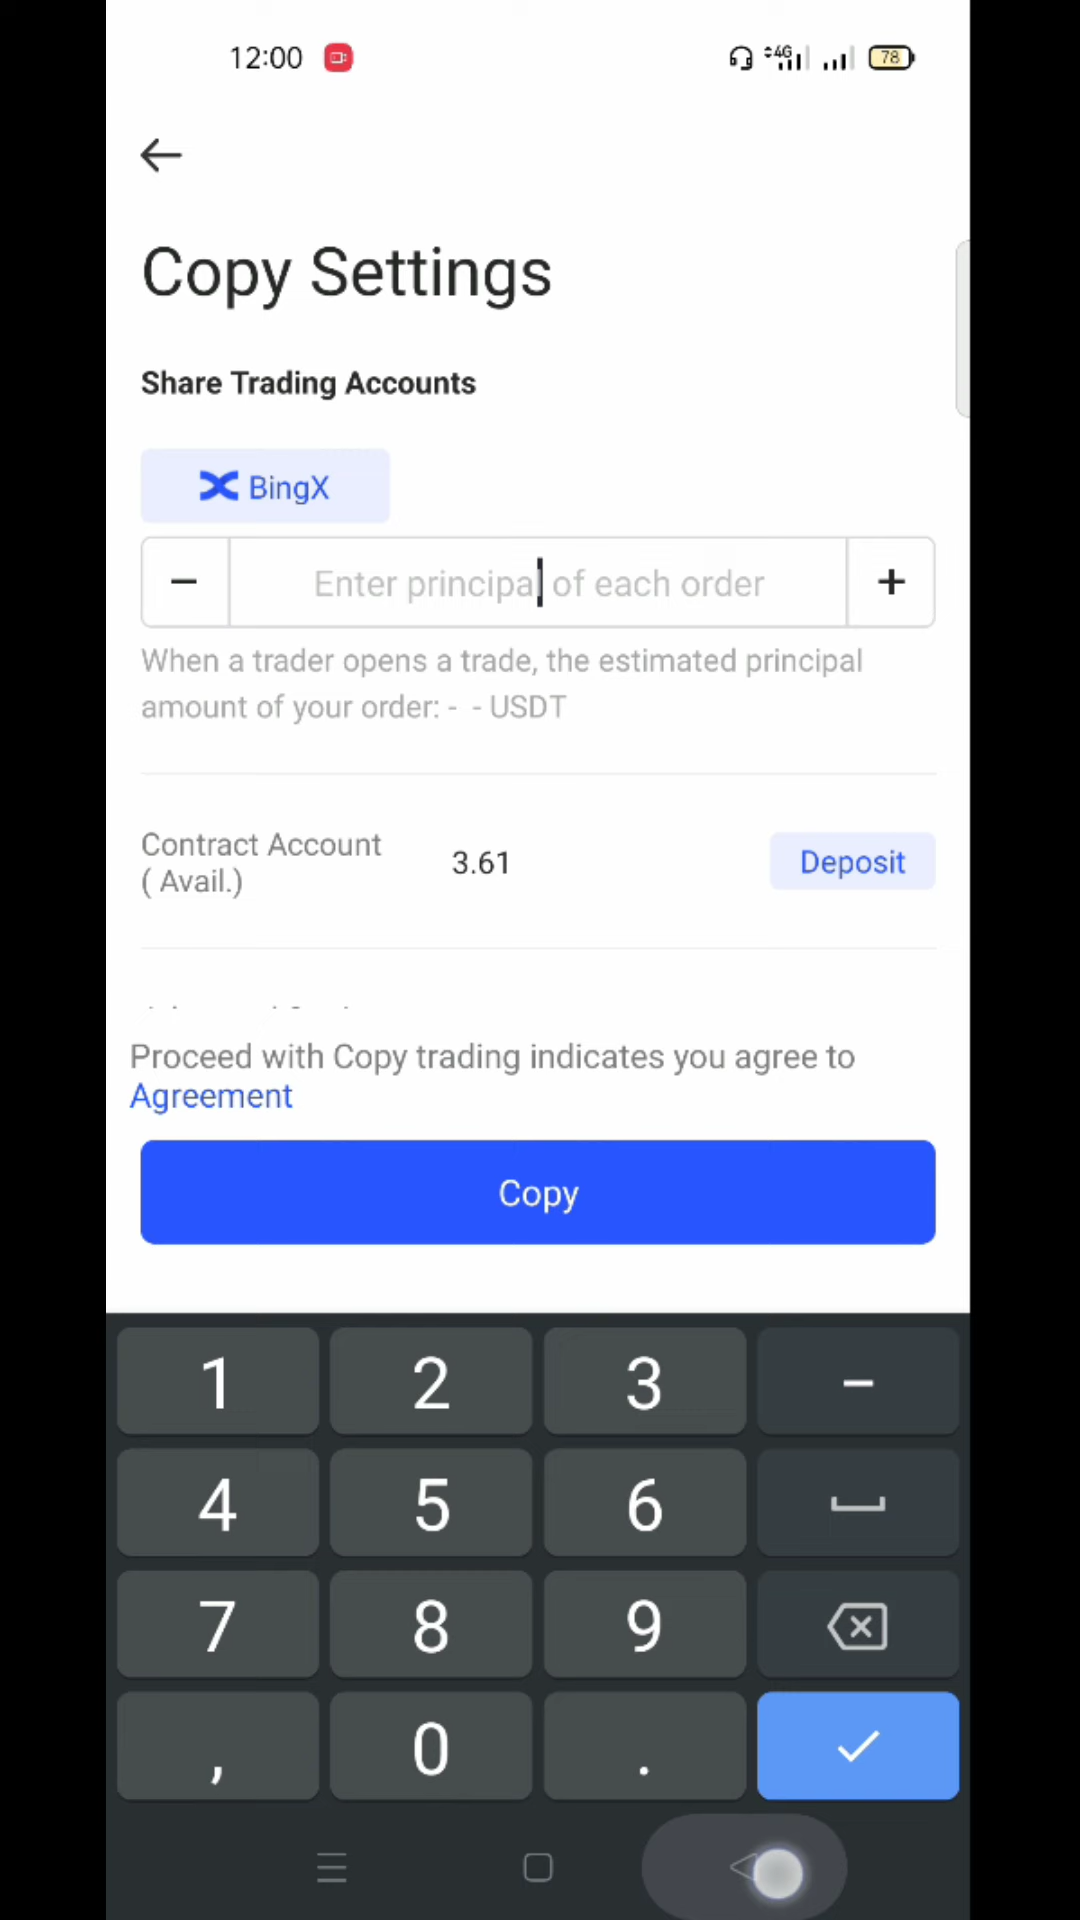 12:00
4G
78
Copy Settings
Share Trading Accounts
BingX
− Enter principal of each order +
When a trader opens a trade, the estimated principal
amount of your order: - - USDT
Contract Account
( Avail.)
3.61
Deposit
Proceed with Copy trading indicates you agree to
Agreement
Copy
1 2 3 −
4 5 6
7 8 9
, 0 .